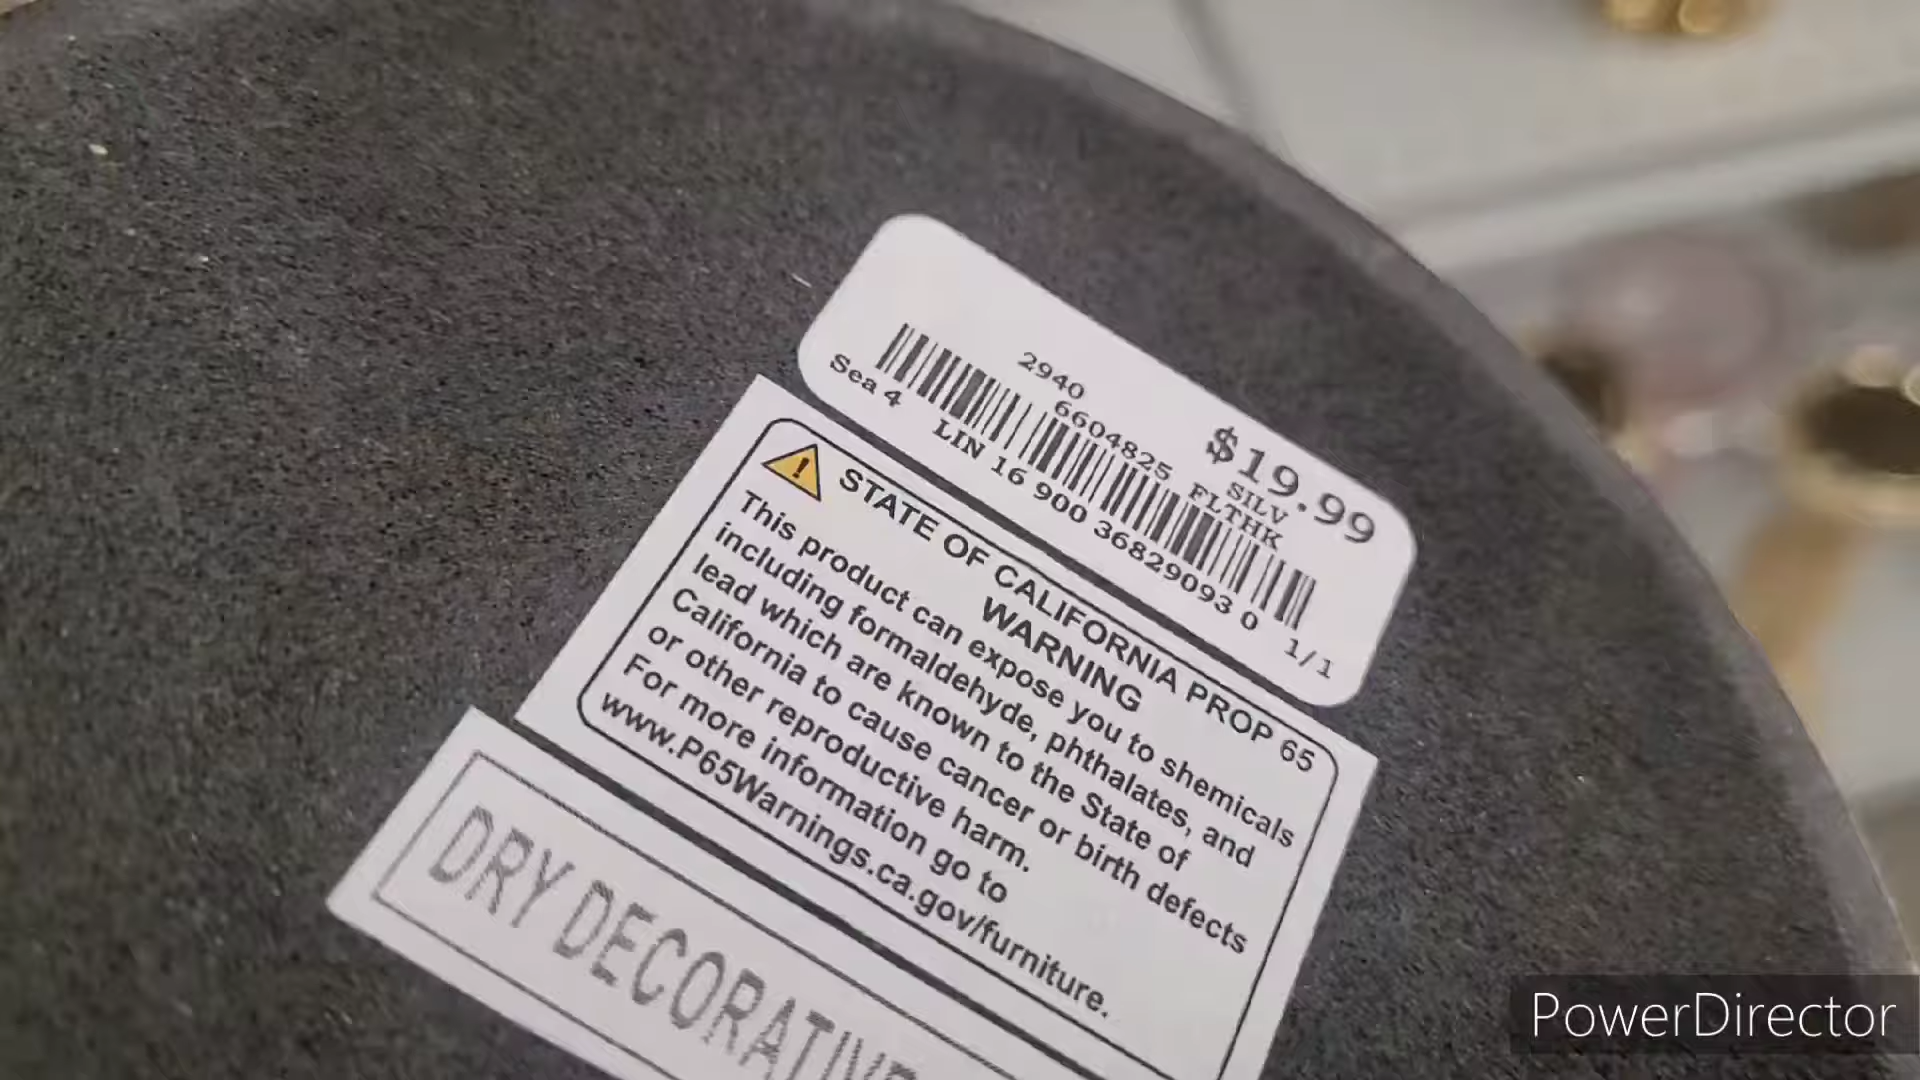 2940
6604825
$19.99
SILV
FLTHK
Sea 4
LIN 16 900 36829093 0
1/1
STATE OF CALIFORNIA PROP 65
WARNING
This product can expose you to shemicals
including formaldehyde, phthalates, and
lead which are known to the State of
California to cause cancer or birth defects
or other reproductive harm.
For more information go to
www.P65Warnings.ca.gov/furniture.
DRY DECORATIVE
PowerDirector